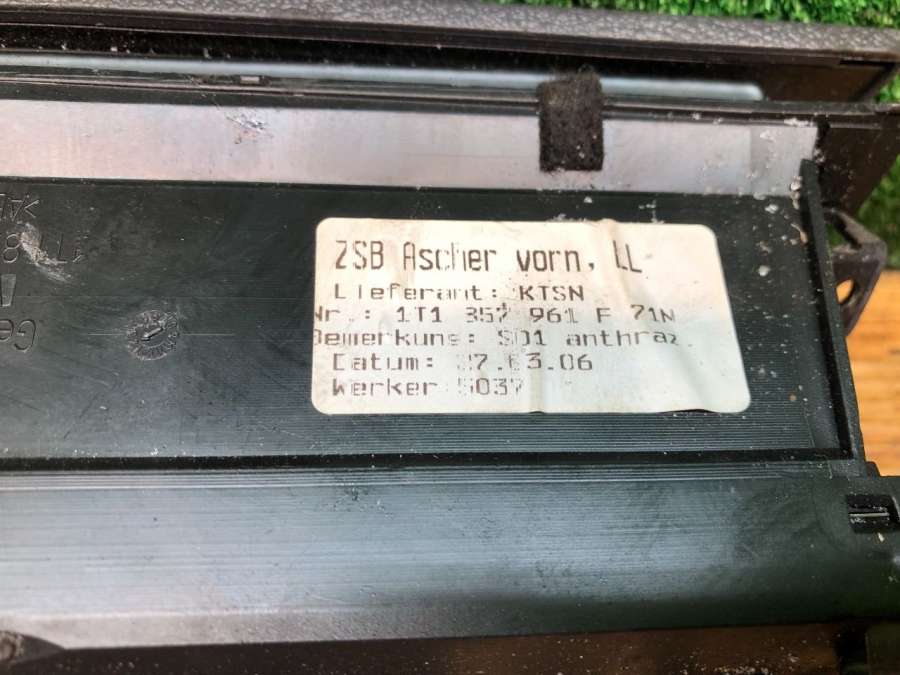 ZSB Ascher vorn, LL
Lieferant: KTSN
Nr.: 1T1 857 961 F 71N
Bemerkung: SD1 anthraz.
Datum: 27.03.06
Werker 5037